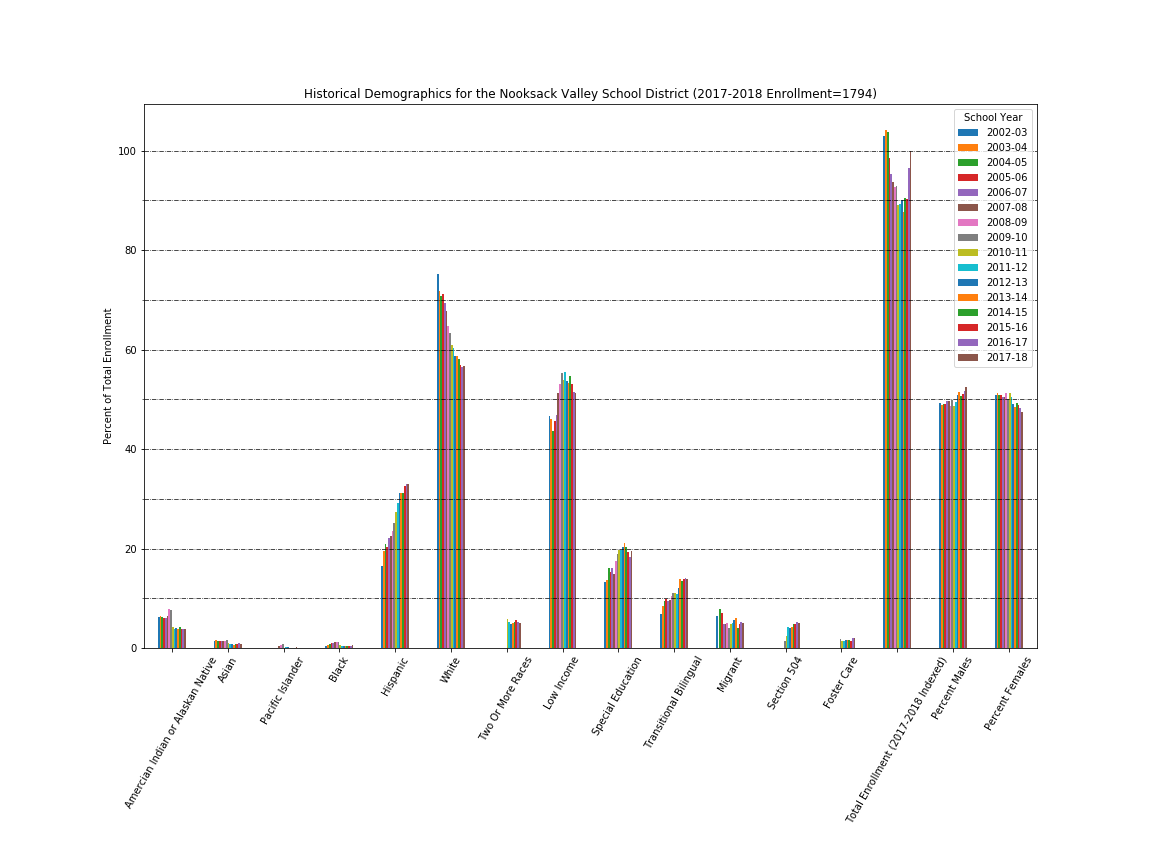 Historical Demographics for the Nooksack Valley School District (2017-2018 Enrollment=1794)
Percent of Total Enrollment
100
80
60
40
20
0
School Year
2002-03
2003-04
2004-05
2005-06
2006-07
2007-08
2008-09
2009-10
2010-11
2011-12
2012-13
2013-14
2014-15
2015-16
2016-17
2017-18
Amercian Indian or Alaskan Native
Asian
Pacific Islander
Black
Hispanic
White
Two Or More Races
Low Income
Special Education
Transitional Bilingual
Migrant
Section 504
Foster Care
Total Enrollment (2017-2018 Indexed)
Percent Males
Percent Females